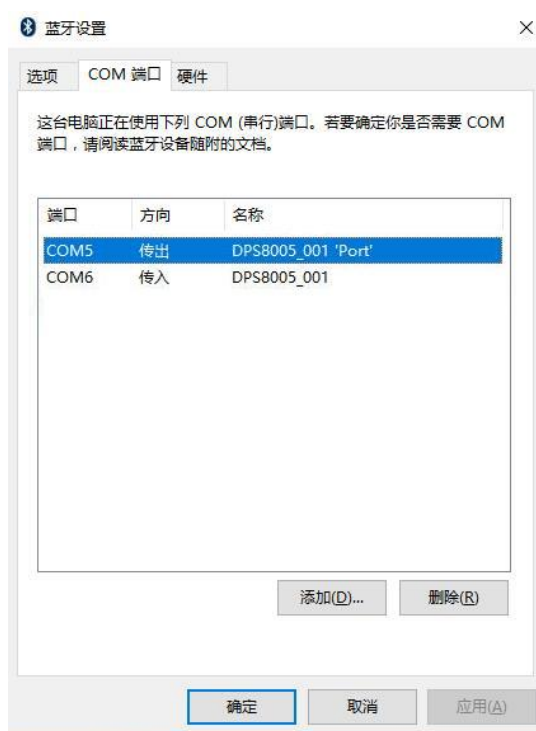 蓝牙设置
选项 COM 端口 硬件
这台电脑正在使用下列 COM (串行)端口。若要确定你是否需要 COM
端口，请阅读蓝牙设备随附的文档。
端口 方向 名称
COM5 传出 DPS8005_001 'Port'
COM6 传入 DPS8005_001
添加(D)... 删除(R)
确定 取消 应用(A)